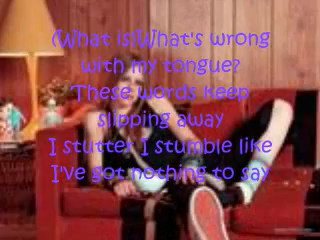 (What is)What's wrong
with my tongue?
These words keep
slipping away
I stutter I stumble like
I've got nothing to say